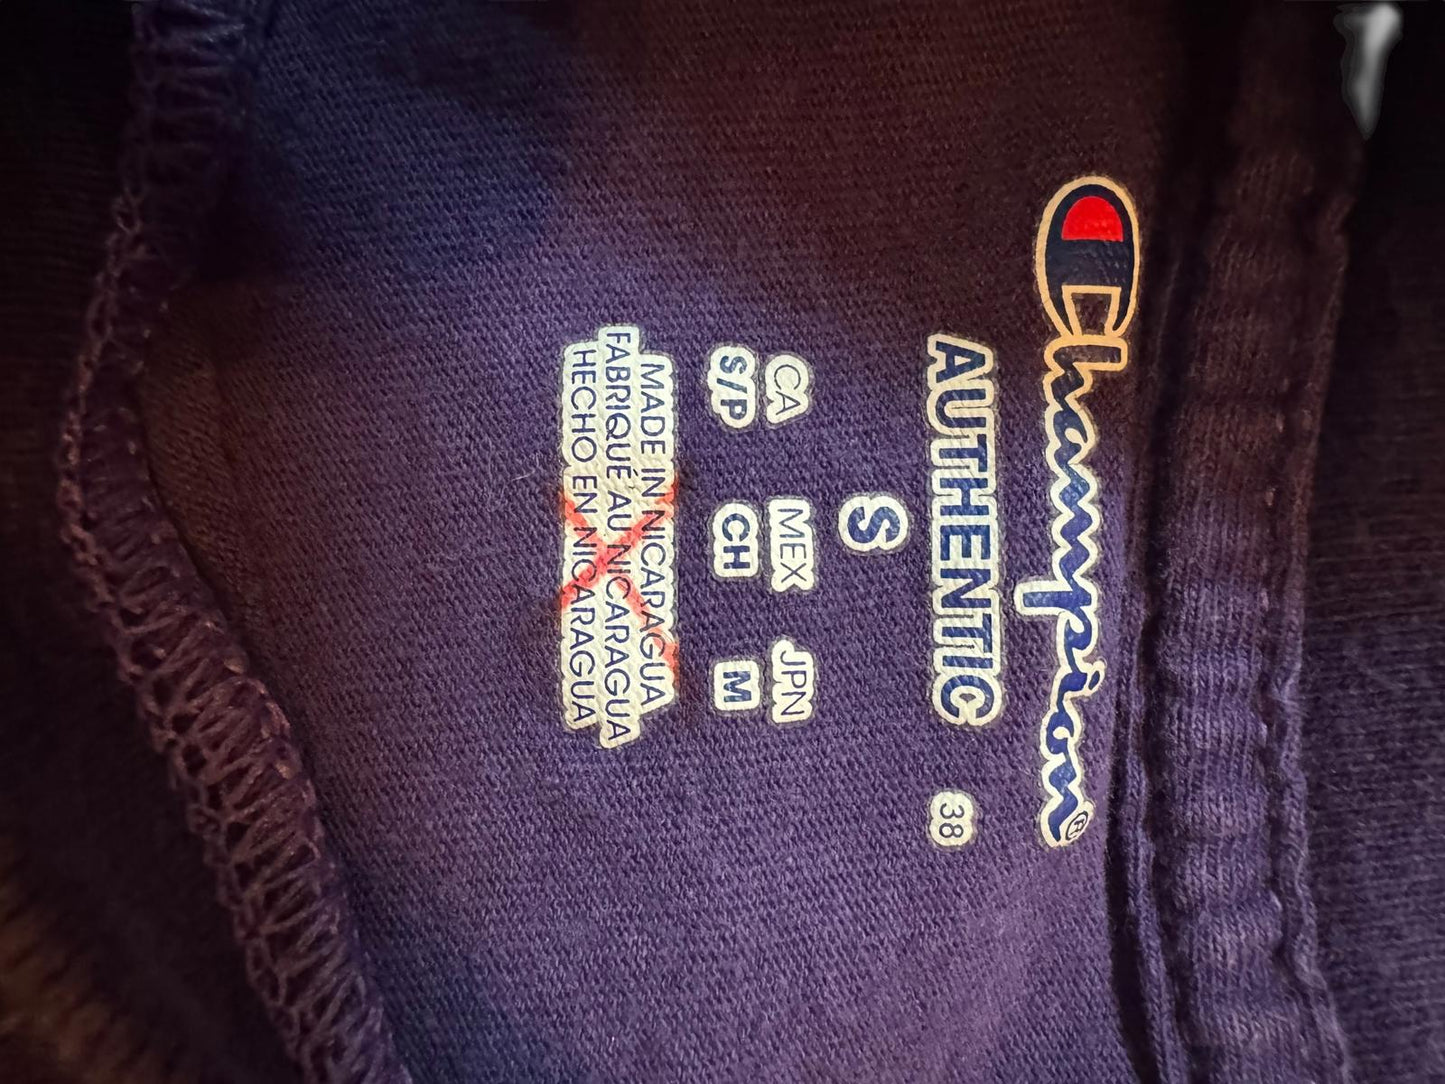 Champion®
AUTHENTIC 38
S
CA MEX JPN
S/P CH M
MADE IN NICARAGUA
FABRIQUÉ AU NICARAGUA
HECHO EN NICARAGUA